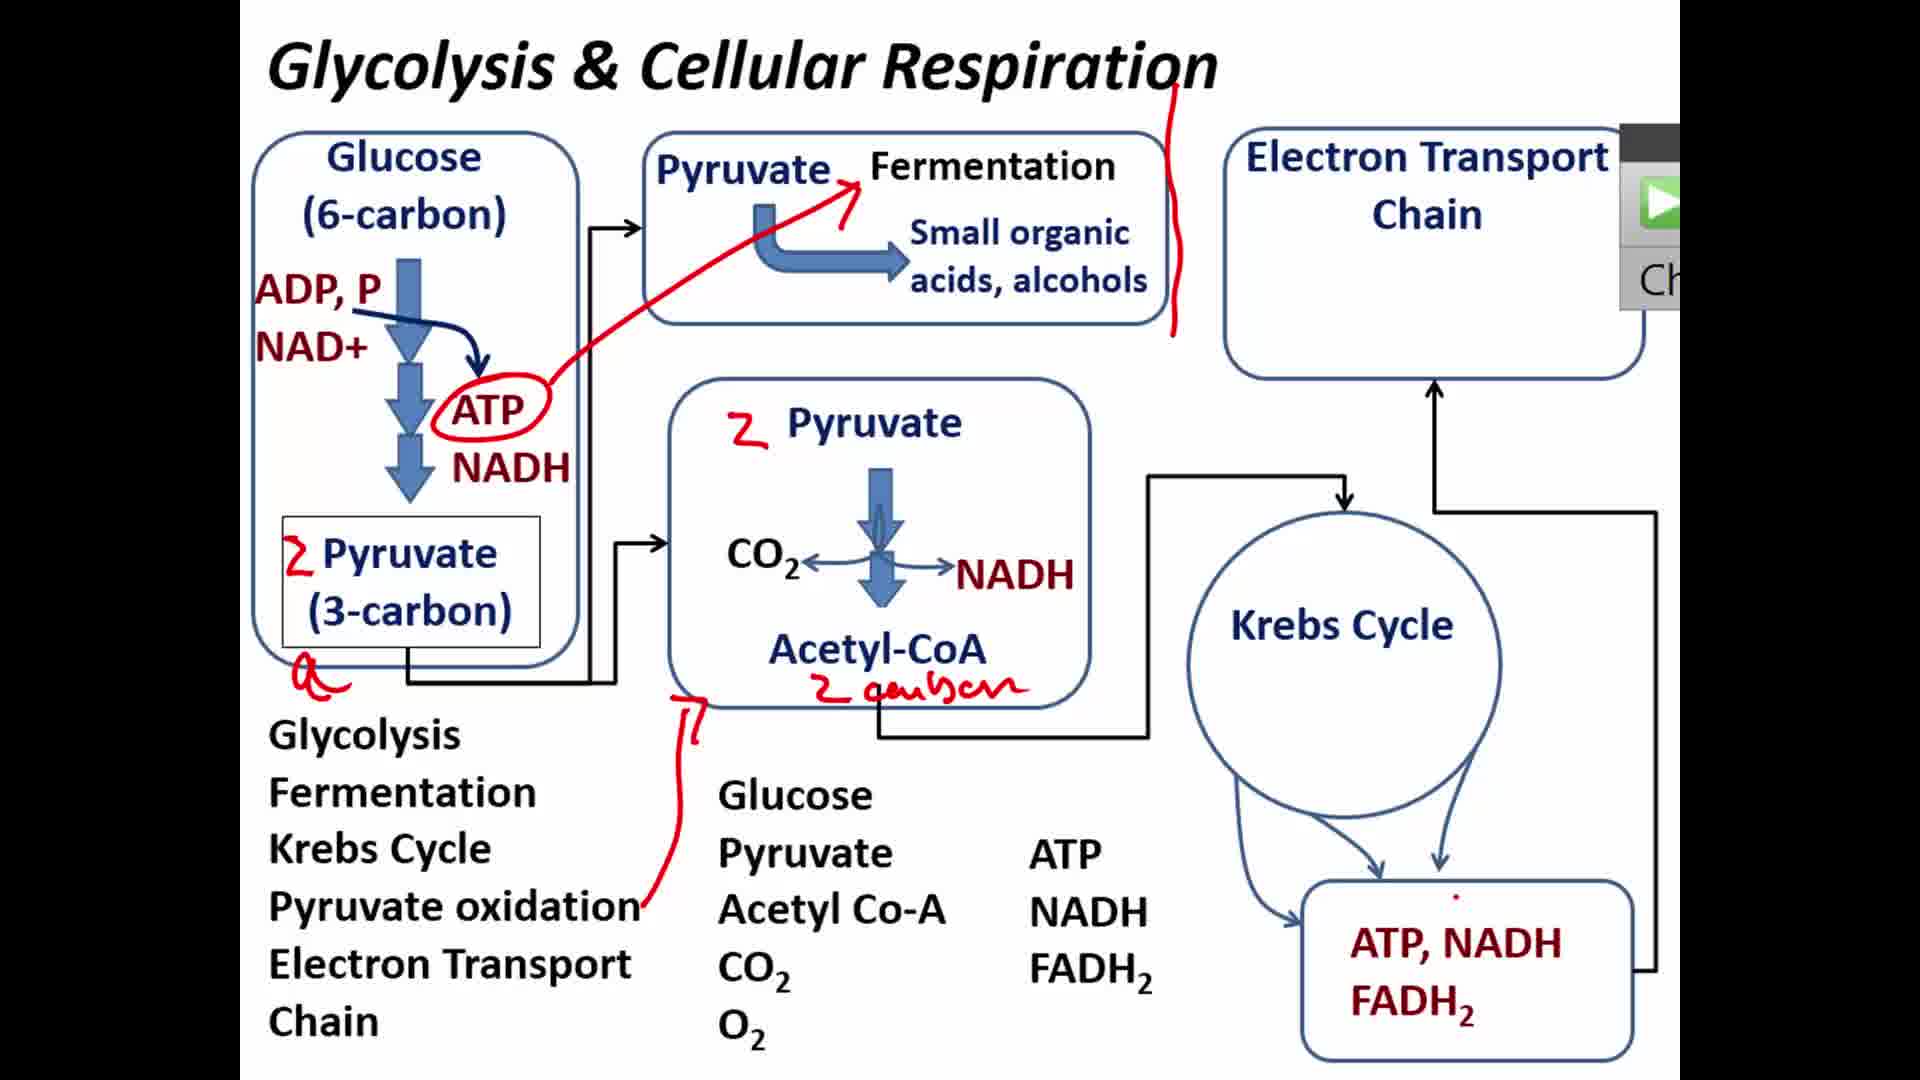 Glycolysis & Cellular Respiration
Glucose
(6-carbon)
ADP, P
NAD+
ATP
NADH
2 Pyruvate
(3-carbon)
Pyruvate
Fermentation
Small organic
acids, alcohols
2 Pyruvate
CO2
NADH
Acetyl-CoA
2 carbon
Electron Transport
Chain
Ch
Krebs Cycle
ATP, NADH
FADH2
Glycolysis
Fermentation
Krebs Cycle
Pyruvate oxidation
Electron Transport
Chain
Glucose
Pyruvate
Acetyl Co-A
CO2
O2
ATP
NADH
FADH2